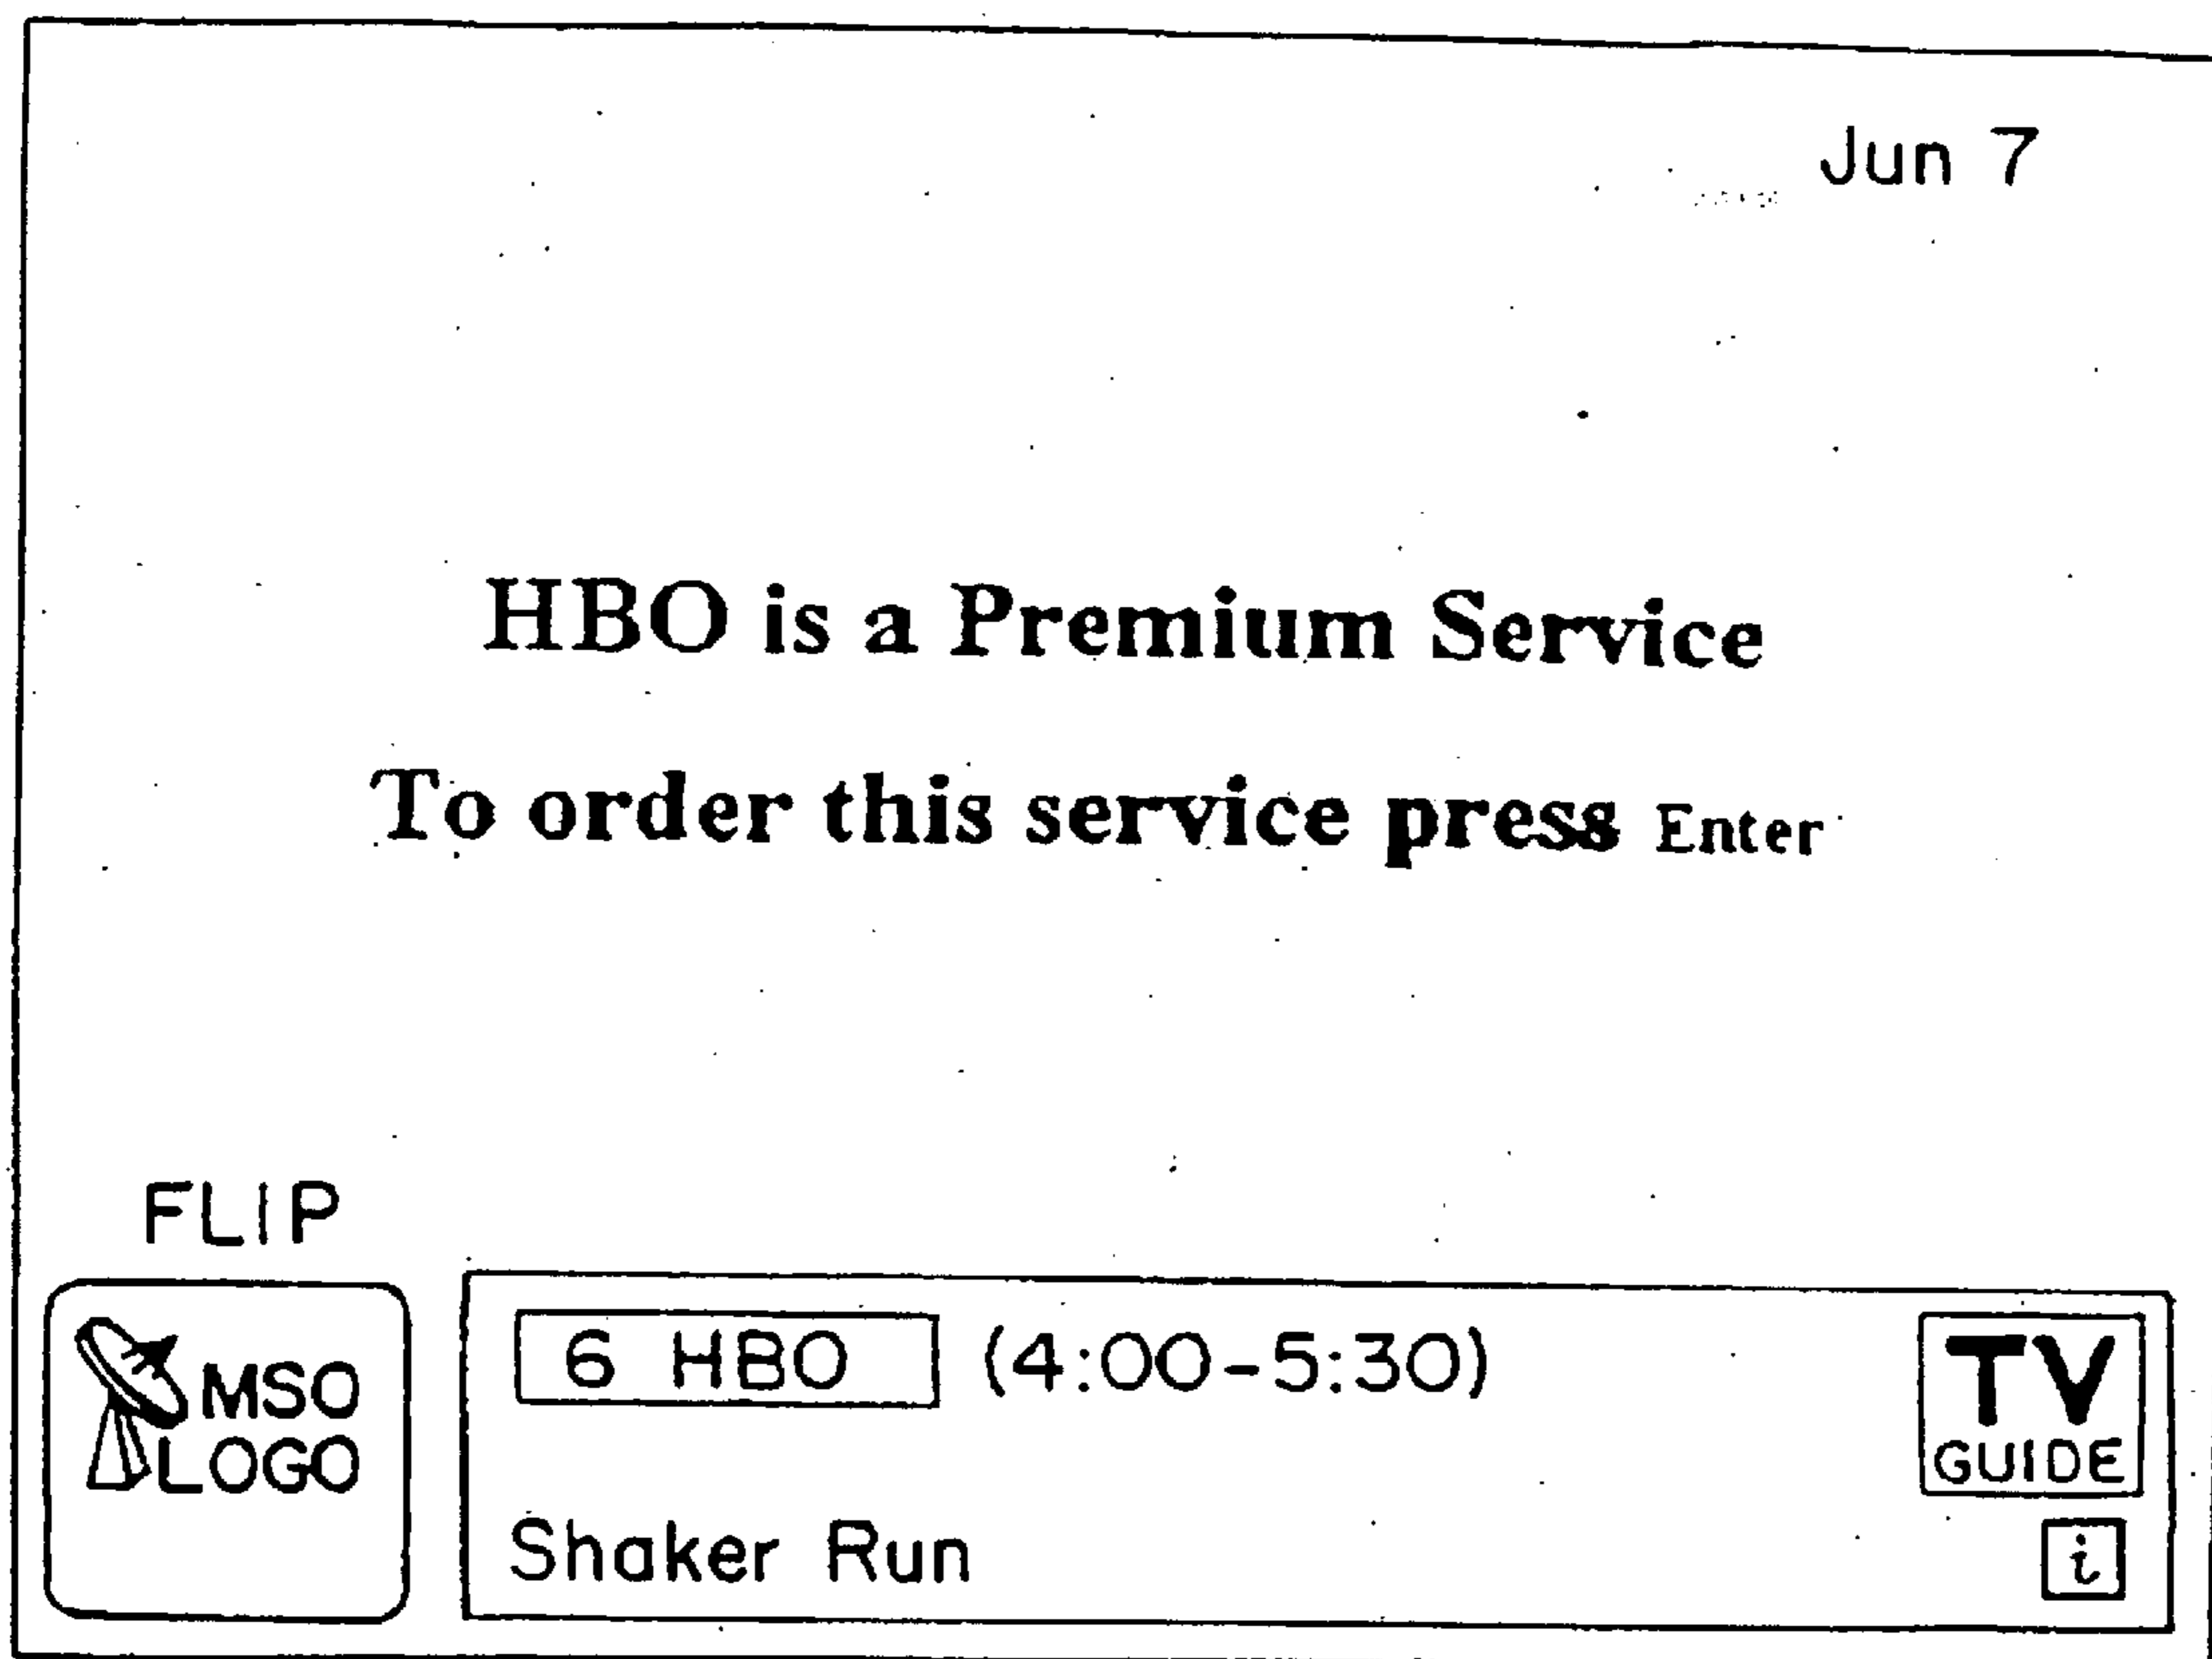 Jun 7
HBO is a Premium Service
To order this service press Enter
FLIP
MSO
LOGO
6 HBO (4:00-5:30)
TV
GUIDE
Shaker Run
i